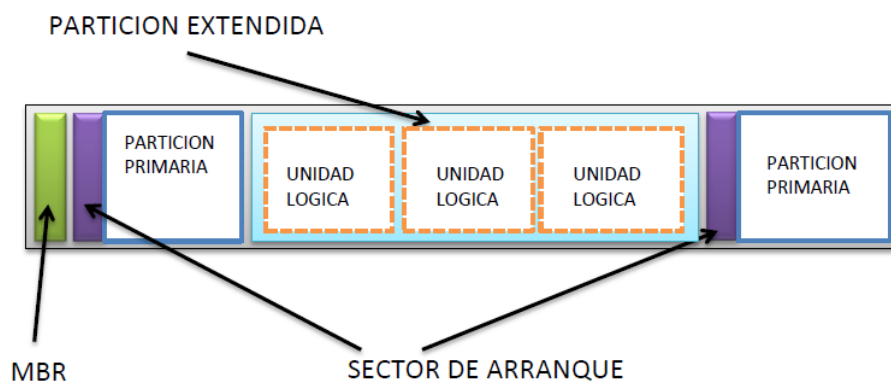 PARTICION EXTENDIDA
PARTICION
PRIMARIA
UNIDAD
LOGICA
UNIDAD
LOGICA
UNIDAD
LOGICA
PARTICION
PRIMARIA
MBR
SECTOR DE ARRANQUE